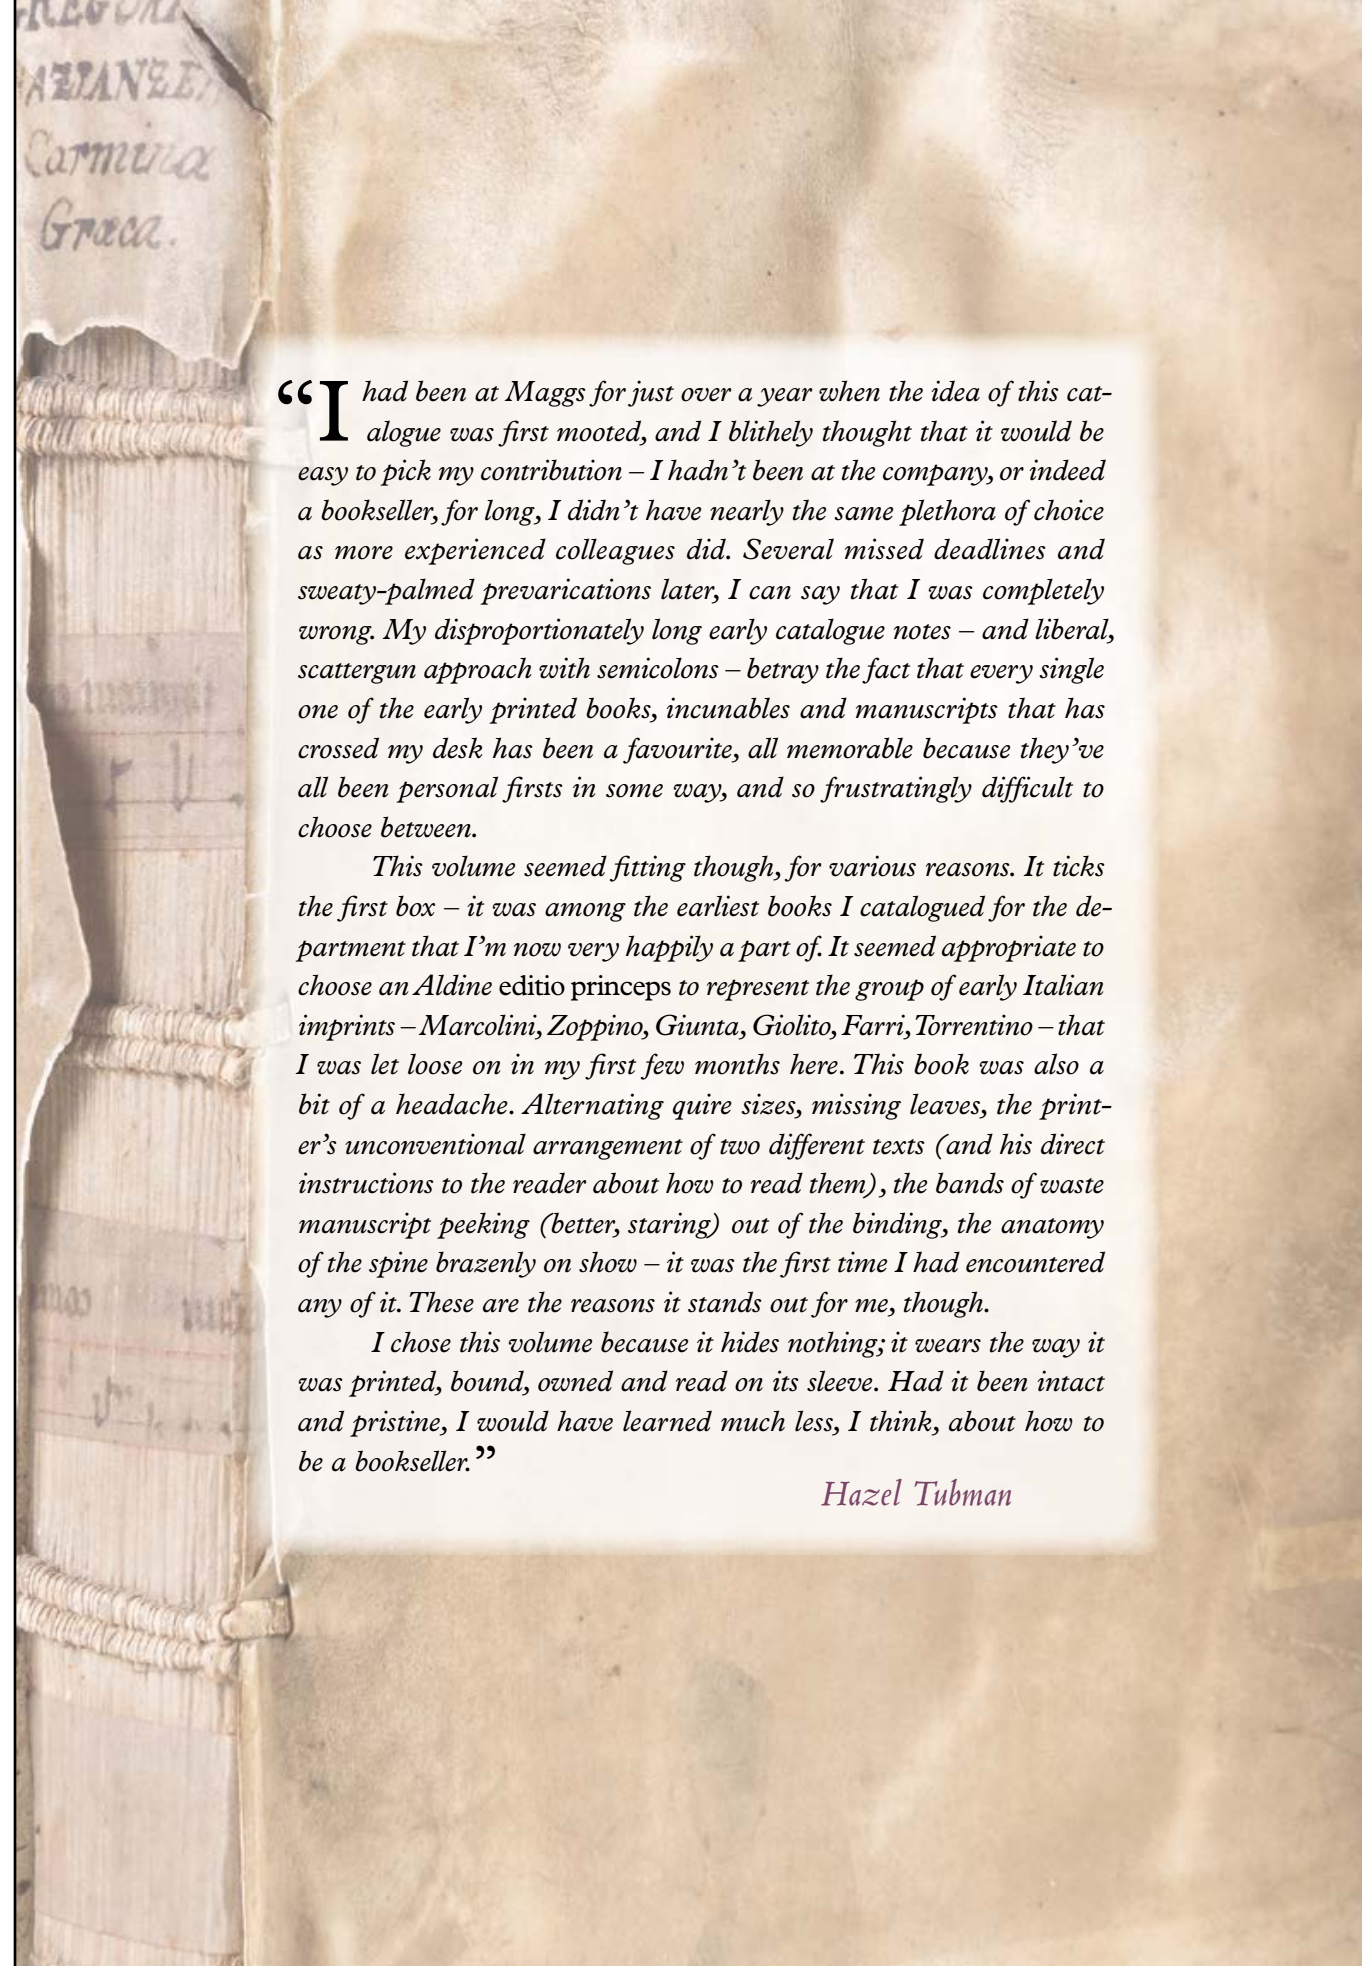 Carmina
Græca.
“I had been at Maggs for just over a year when the idea of this cat-
alogue was first mooted, and I blithely thought that it would be
easy to pick my contribution – I hadn’t been at the company, or indeed
a bookseller, for long, I didn’t have nearly the same plethora of choice
as more experienced colleagues did. Several missed deadlines and
sweaty-palmed prevarications later, I can say that I was completely
wrong. My disproportionately long early catalogue notes – and liberal,
scattergun approach with semicolons – betray the fact that every single
one of the early printed books, incunables and manuscripts that has
crossed my desk has been a favourite, all memorable because they’ve
all been personal firsts in some way, and so frustratingly difficult to
choose between.
This volume seemed fitting though, for various reasons. It ticks
the first box – it was among the earliest books I catalogued for the de-
partment that I’m now very happily a part of. It seemed appropriate to
choose an Aldine editio princeps to represent the group of early Italian
imprints – Marcolini, Zoppino, Giunta, Giolito, Farri, Torrentino – that
I was let loose on in my first few months here. This book was also a
bit of a headache. Alternating quire sizes, missing leaves, the print-
er’s unconventional arrangement of two different texts (and his direct
instructions to the reader about how to read them), the bands of waste
manuscript peeking (better, staring) out of the binding, the anatomy
of the spine brazenly on show – it was the first time I had encountered
any of it. These are the reasons it stands out for me, though.
I chose this volume because it hides nothing; it wears the way it
was printed, bound, owned and read on its sleeve. Had it been intact
and pristine, I would have learned much less, I think, about how to
be a bookseller.”
Hazel Tubman